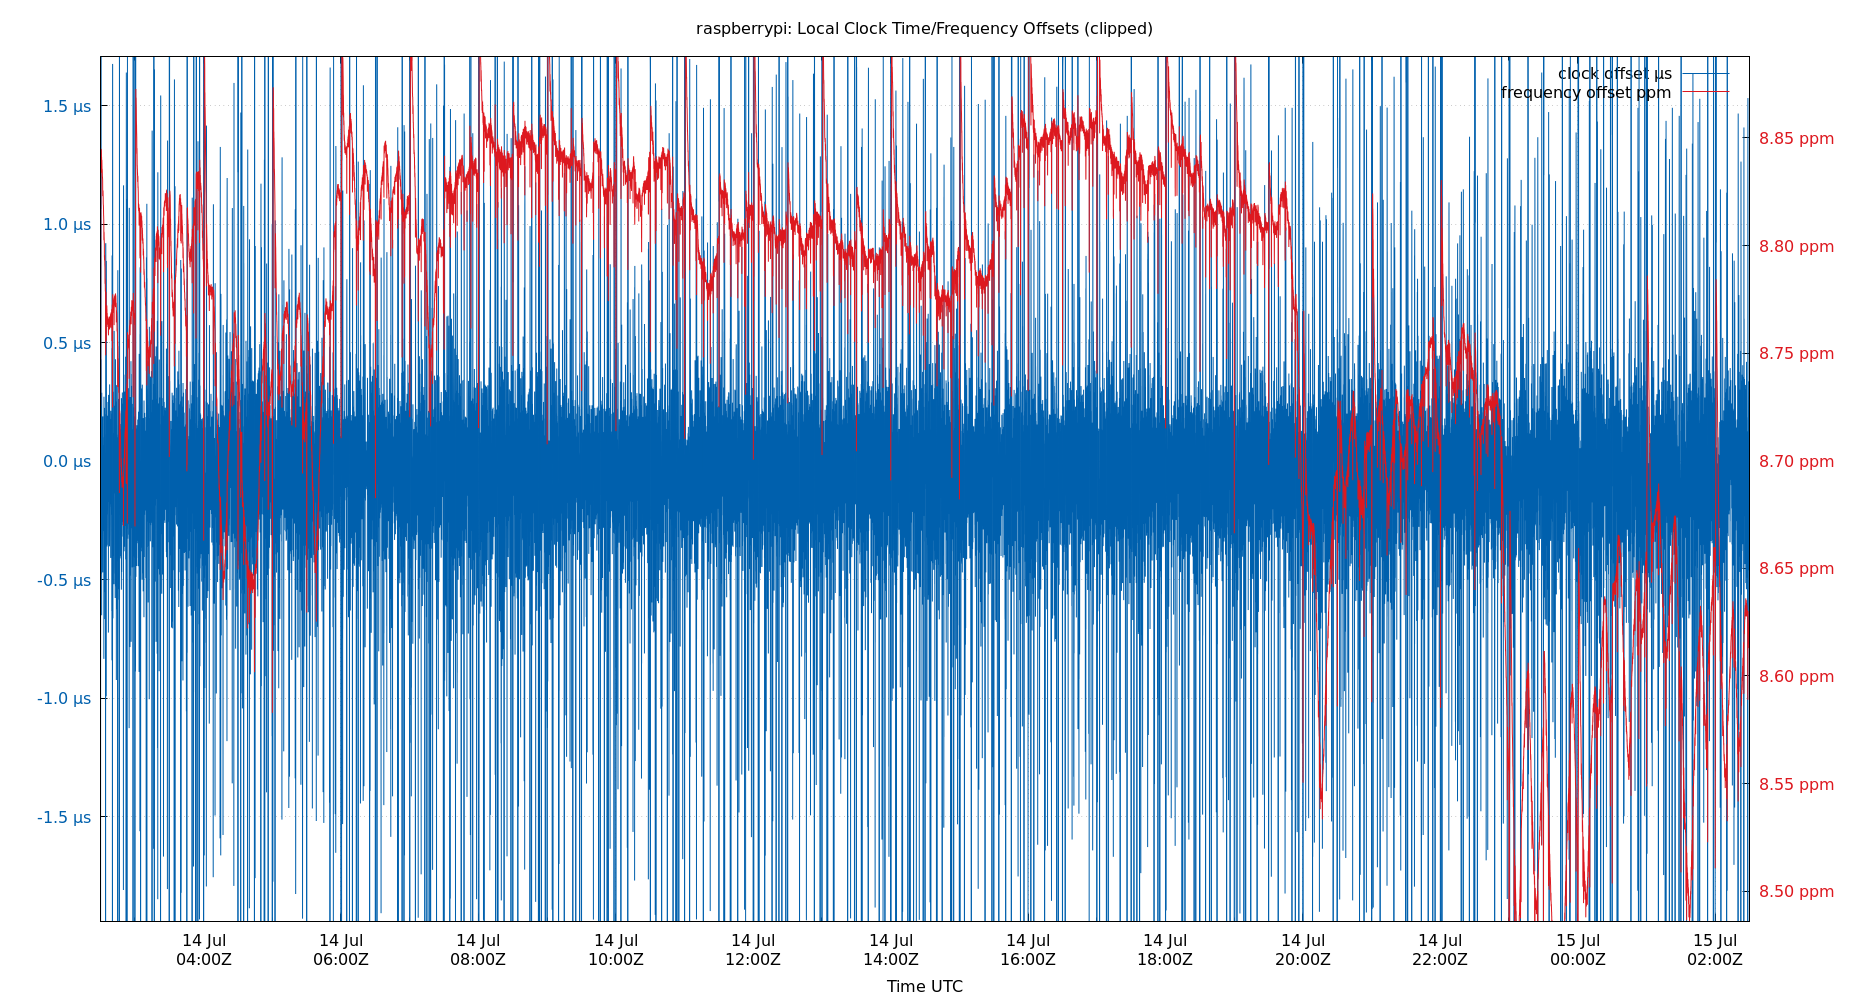 raspberrypi: Local Clock Time/Frequency Offsets (clipped)
clock offset µs
frequency offset ppm
1.5 µs
1.0 µs
0.5 µs
0.0 µs
-0.5 µs
-1.0 µs
-1.5 µs
8.85 ppm
8.80 ppm
8.75 ppm
8.70 ppm
8.65 ppm
8.60 ppm
8.55 ppm
8.50 ppm
14 Jul 14 Jul 14 Jul 14 Jul 14 Jul 14 Jul 14 Jul 14 Jul 14 Jul 14 Jul 15 Jul 15 Jul
04:00Z 06:00Z 08:00Z 10:00Z 12:00Z 14:00Z 16:00Z 18:00Z 20:00Z 22:00Z 00:00Z 02:00Z
Time UTC